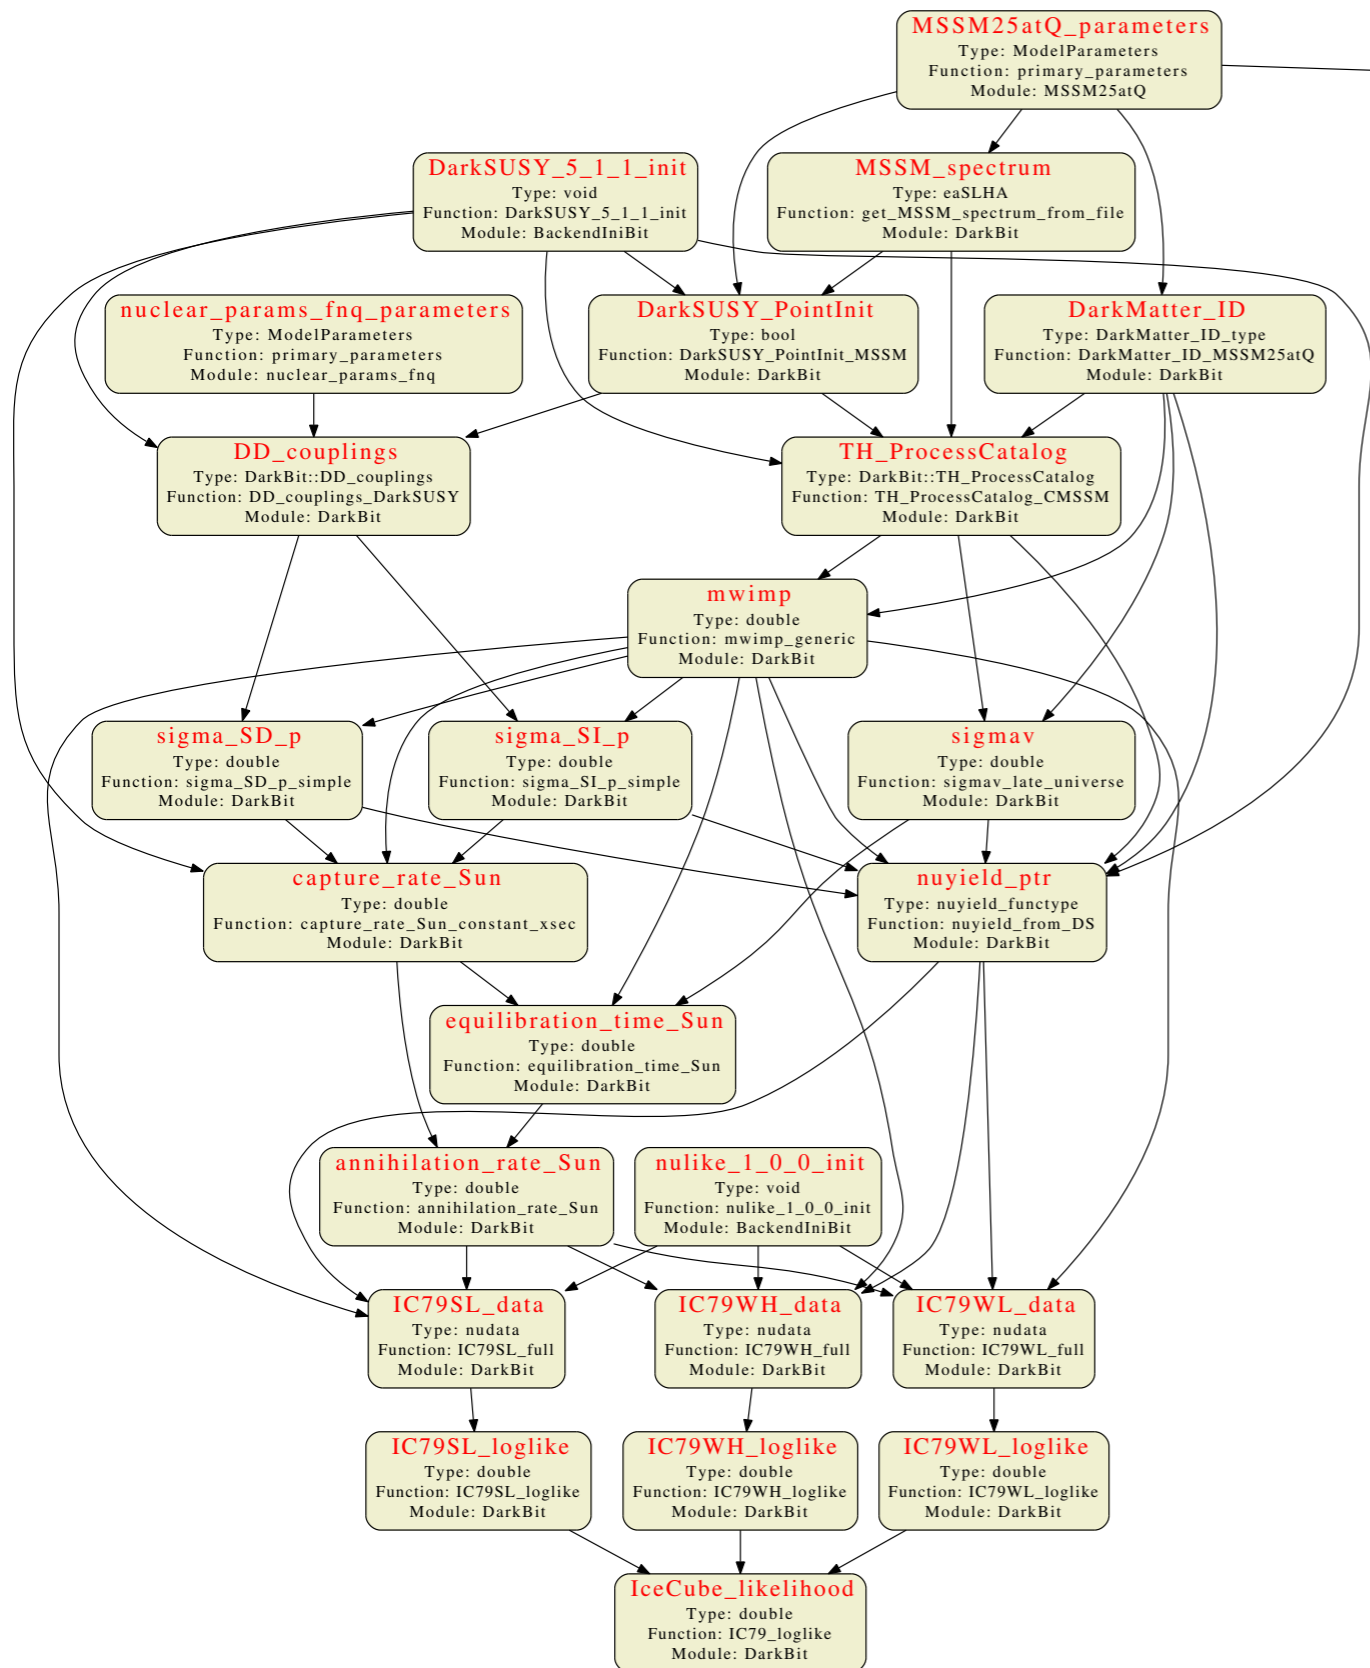 MSSM25atQ_parameters
Type: ModelParameters
Function: primary_parameters
Module: MSSM25atQ
DarkSUSY_5_1_1_init
Type: void
Function: DarkSUSY_5_1_1_init
Module: BackendIniBit
MSSM_spectrum
Type: eaSLHA
Function: get_MSSM_spectrum_from_file
Module: DarkBit
nuclear_params_fnq_parameters
Type: ModelParameters
Function: primary_parameters
Module: nuclear_params_fnq
DarkSUSY_PointInit
Type: bool
Function: DarkSUSY_PointInit_MSSM
Module: DarkBit
DarkMatter_ID
Type: DarkMatter_ID_type
Function: DarkMatter_ID_MSSM25atQ
Module: DarkBit
DD_couplings
Type: DarkBit::DD_couplings
Function: DD_couplings_DarkSUSY
Module: DarkBit
TH_ProcessCatalog
Type: DarkBit::TH_ProcessCatalog
Function: TH_ProcessCatalog_CMSSM
Module: DarkBit
mwimp
Type: double
Function: mwimp_generic
Module: DarkBit
sigma_SD_p
Type: double
Function: sigma_SD_p_simple
Module: DarkBit
sigma_SI_p
Type: double
Function: sigma_SI_p_simple
Module: DarkBit
sigmav
Type: double
Function: sigmav_late_universe
Module: DarkBit
capture_rate_Sun
Type: double
Function: capture_rate_Sun_constant_xsec
Module: DarkBit
nuyield_ptr
Type: nuyield_functype
Function: nuyield_from_DS
Module: DarkBit
equilibration_time_Sun
Type: double
Function: equilibration_time_Sun
Module: DarkBit
annihilation_rate_Sun
Type: double
Function: annihilation_rate_Sun
Module: DarkBit
nulike_1_0_0_init
Type: void
Function: nulike_1_0_0_init
Module: BackendIniBit
IC79SL_data
Type: nudata
Function: IC79SL_full
Module: DarkBit
IC79WH_data
Type: nudata
Function: IC79WH_full
Module: DarkBit
IC79WL_data
Type: nudata
Function: IC79WL_full
Module: DarkBit
IC79SL_loglike
Type: double
Function: IC79SL_loglike
Module: DarkBit
IC79WH_loglike
Type: double
Function: IC79WH_loglike
Module: DarkBit
IC79WL_loglike
Type: double
Function: IC79WL_loglike
Module: DarkBit
IceCube_likelihood
Type: double
Function: IC79_loglike
Module: DarkBit